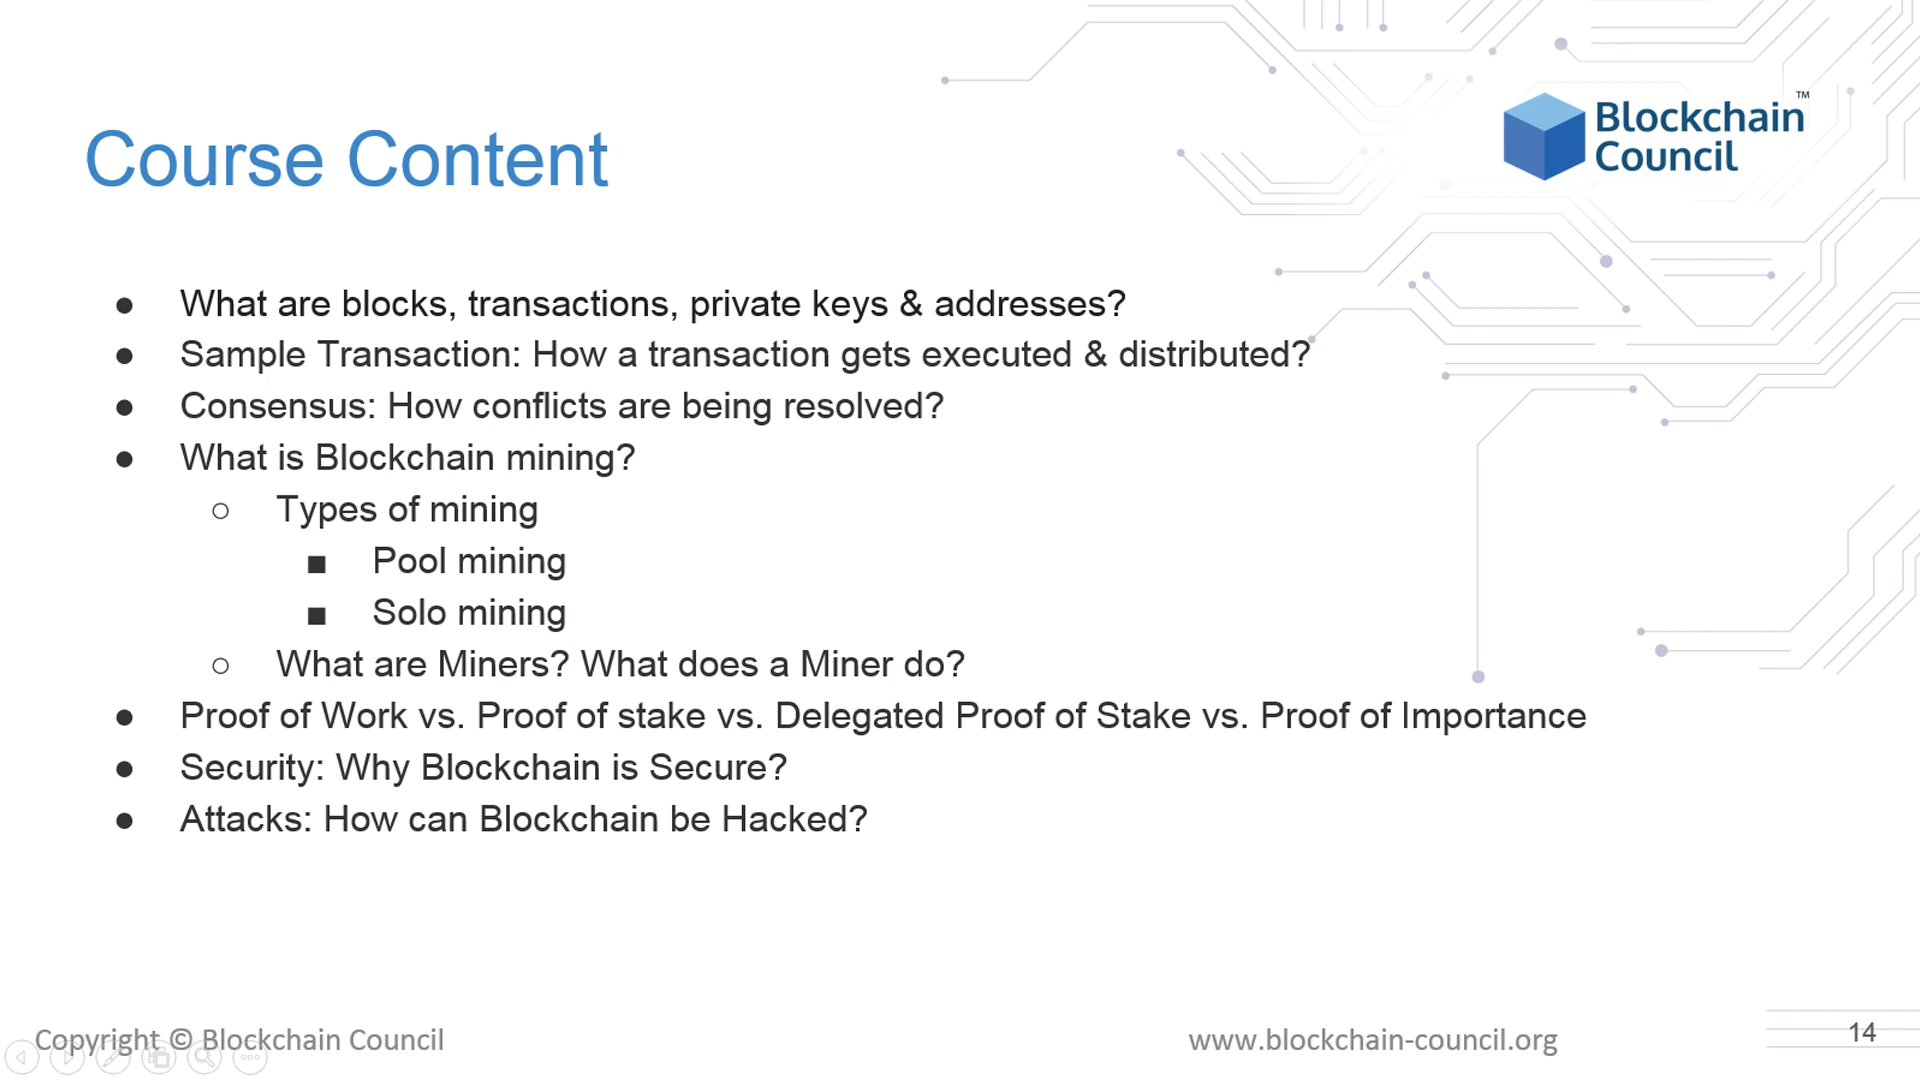 Blockchain™
Council
Course Content
● What are blocks, transactions, private keys & addresses?
● Sample Transaction: How a transaction gets executed & distributed?
● Consensus: How conflicts are being resolved?
● What is Blockchain mining?
○ Types of mining
■ Pool mining
■ Solo mining
○ What are Miners? What does a Miner do?
● Proof of Work vs. Proof of stake vs. Delegated Proof of Stake vs. Proof of Importance
● Security: Why Blockchain is Secure?
● Attacks: How can Blockchain be Hacked?
Copyright © Blockchain Council
www.blockchain-council.org
14